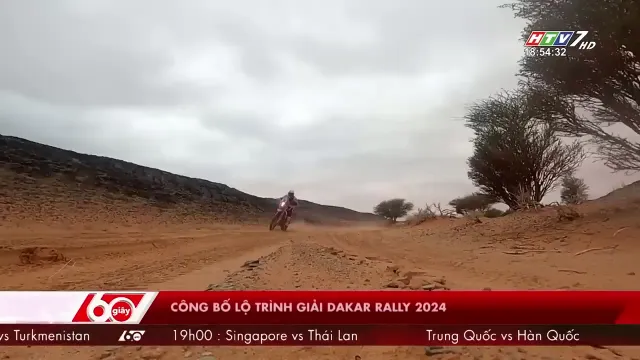 HTV7 HD
18:54:32
60 giây CÔNG BỐ LỘ TRÌNH GIẢI DAKAR RALLY 2024
vs Turkmenistan 60 19h00 : Singapore vs Thái Lan Trung Quốc vs Hàn Quốc